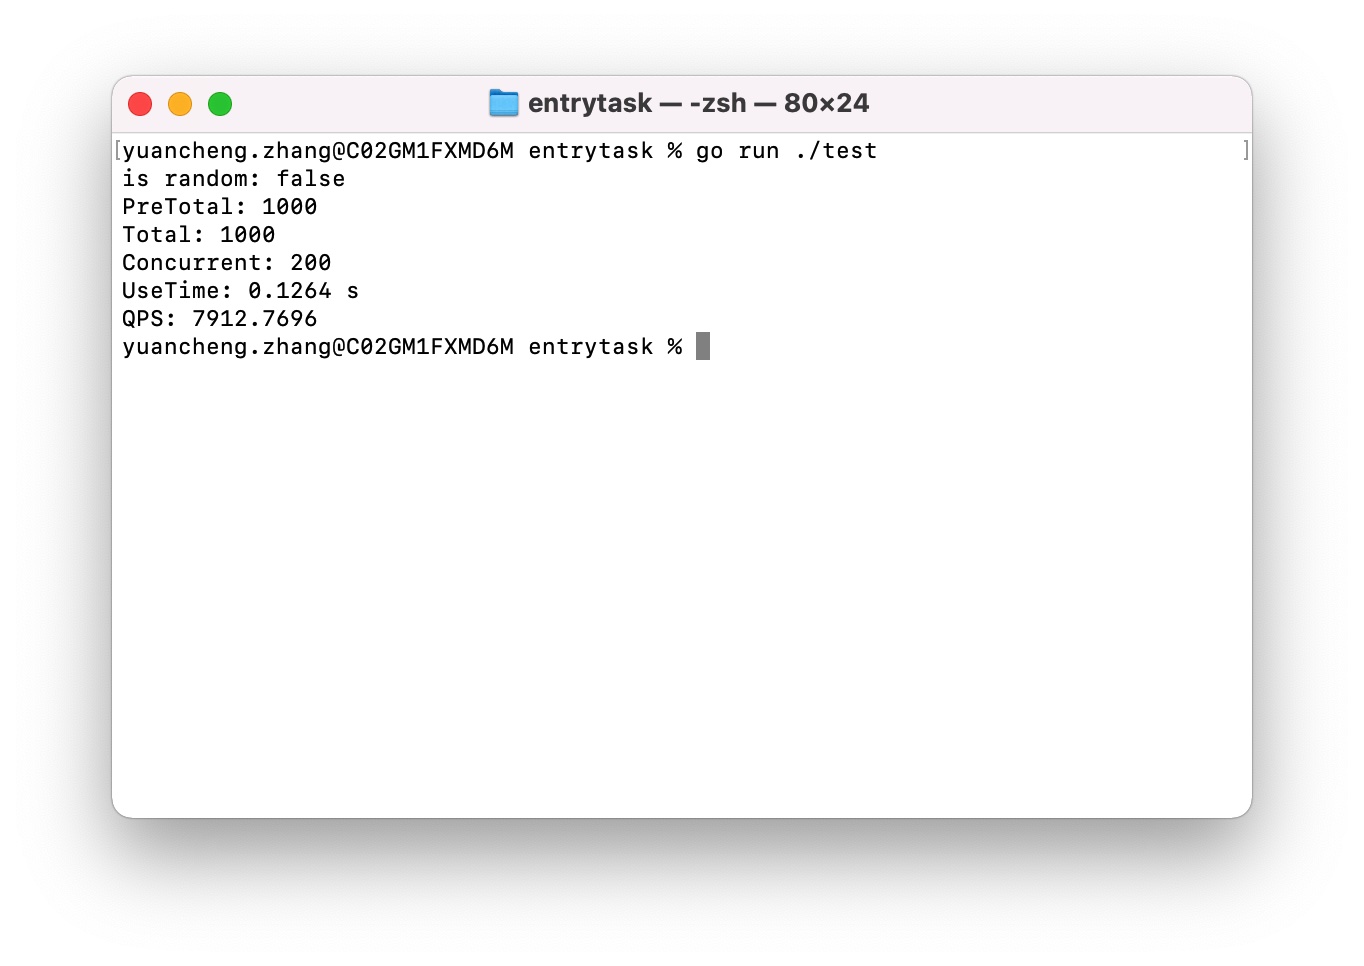 entrytask — -zsh — 80×24
[yuancheng.zhang@C02GM1FXMD6M entrytask % go run ./test ]
is random: false
PreTotal: 1000
Total: 1000
Concurrent: 200
UseTime: 0.1264 s
QPS: 7912.7696
yuancheng.zhang@C02GM1FXMD6M entrytask %